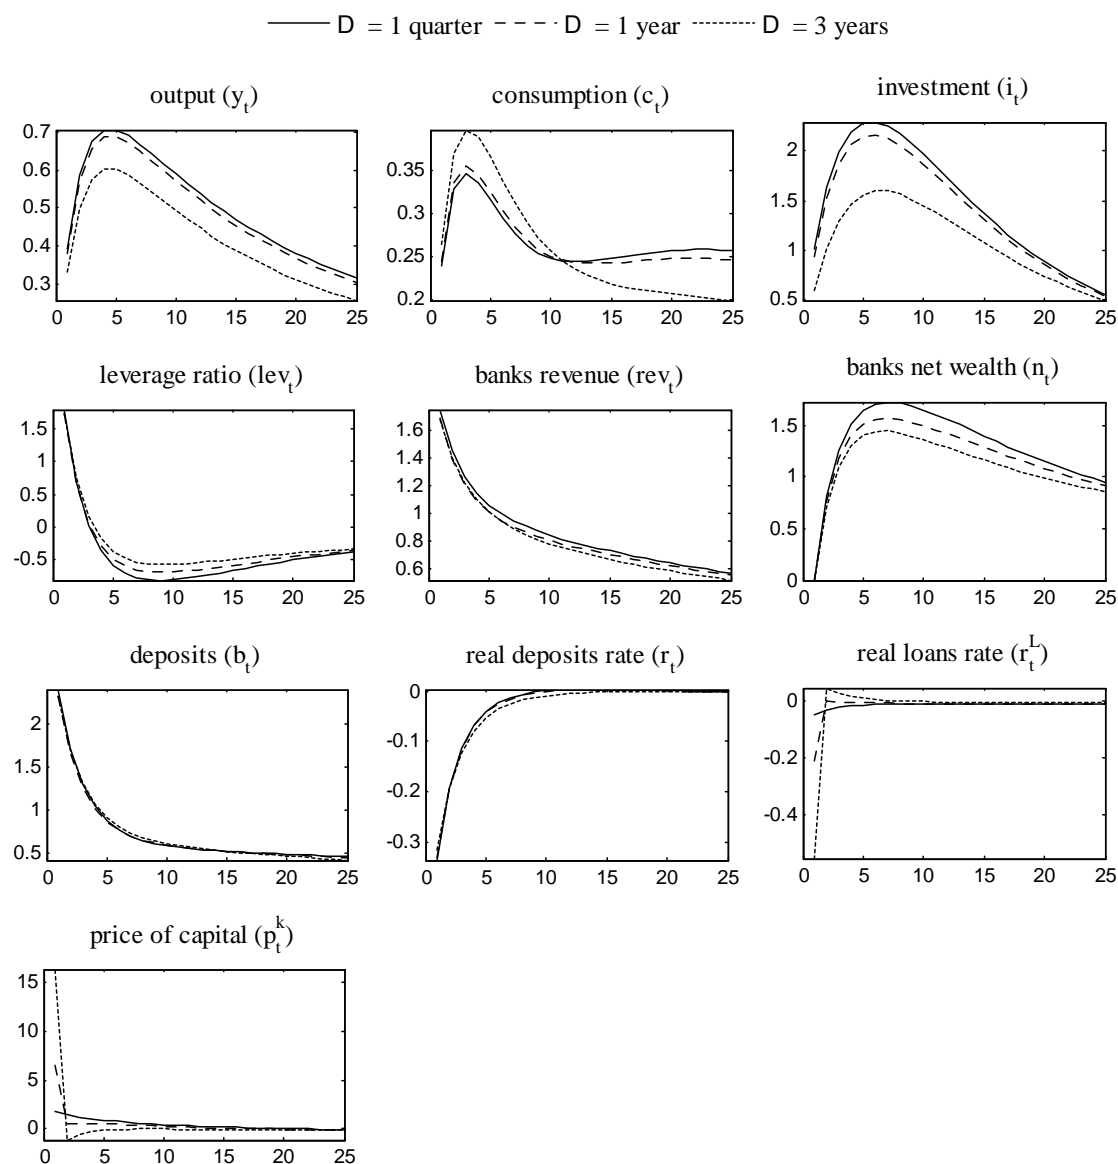 D = 1 quarter D = 1 year D = 3 years
output (y_t) consumption (c_t) investment (i_t)
0.7
0.6
0.5
0.4
0.3
0 5 10 15 20 25
0.35
0.3
0.25
0.2
0 5 10 15 20 25
2
1.5
1
0.5
0 5 10 15 20 25
leverage ratio (lev_t) banks revenue (rev_t) banks net wealth (n_t)
1.5
1
0.5
0
-0.5
0 5 10 15 20 25
1.6
1.4
1.2
1
0.8
0.6
0 5 10 15 20 25
1.5
1
0.5
0
0 5 10 15 20 25
deposits (b_t) real deposits rate (r_t) real loans rate (r_t^L)
2
1.5
1
0.5
0 5 10 15 20 25
0
-0.1
-0.2
-0.3
0 5 10 15 20 25
0
-0.2
-0.4
0 5 10 15 20 25
price of capital (p_t^k)
15
10
5
0
0 5 10 15 20 25